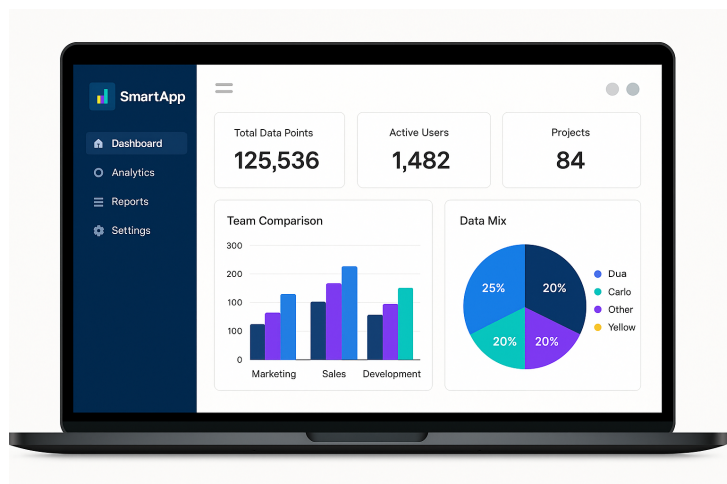 SmartApp
Dashboard
Analytics
Reports
Settings
Total Data Points
125,536
Active Users
1,482
Projects
84
Team Comparison
300
200
100
100
0
Marketing
Sales
Development
Data Mix
25%
20%
20%
20%
Dua
Carlo
Other
Yellow